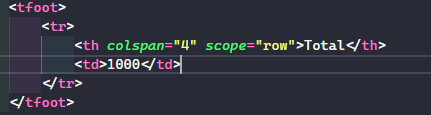 <tfoot>
<tr>
<th colspan="4" scope="row">Total</th>
<td>1000</td>
</tr>
</tfoot>